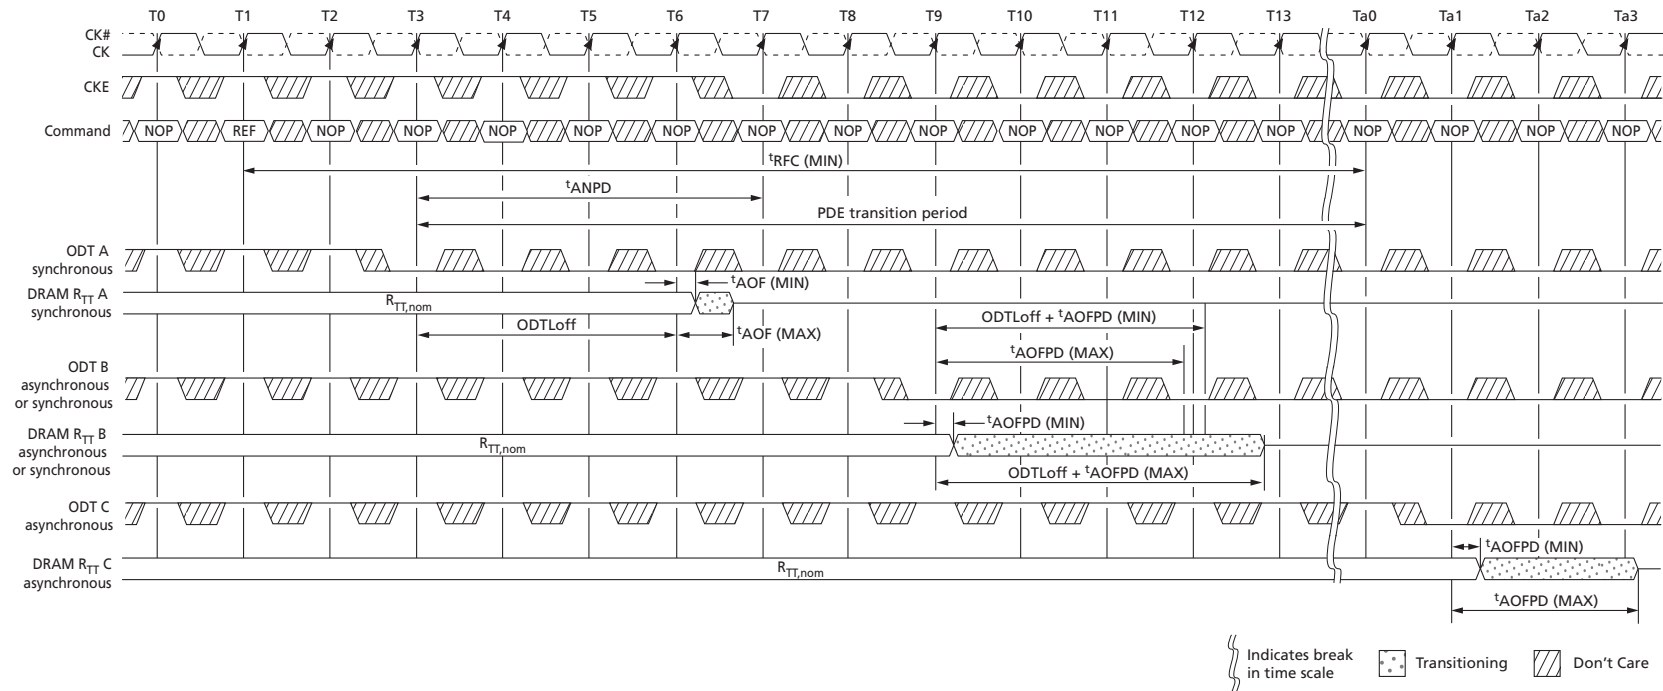 T0 T1 T2 T3 T4 T5 T6 T7 T8 T9 T10 T11 T12 T13 Ta0 Ta1 Ta2 Ta3
CK#
CK
CKE
Command NOP REF NOP NOP NOP NOP NOP NOP NOP NOP NOP NOP NOP NOP NOP NOP NOP NOP
tRFC (MIN)
tANPD
PDE transition period
ODT A
synchronous
tAOF (MIN)
DRAM RTT A
synchronous
RTT,nom
ODTLoff
tAOF (MAX)
ODTLoff + tAOFPD (MIN)
tAOFPD (MAX)
ODT B
asynchronous
or synchronous
tAOFPD (MIN)
DRAM RTT B
asynchronous
or synchronous
RTT,nom
ODTLoff + tAOFPD (MAX)
ODT C
asynchronous
tAOFPD (MIN)
DRAM RTT C
asynchronous
RTT,nom
tAOFPD (MAX)
Indicates break
in time scale
Transitioning
Don't Care